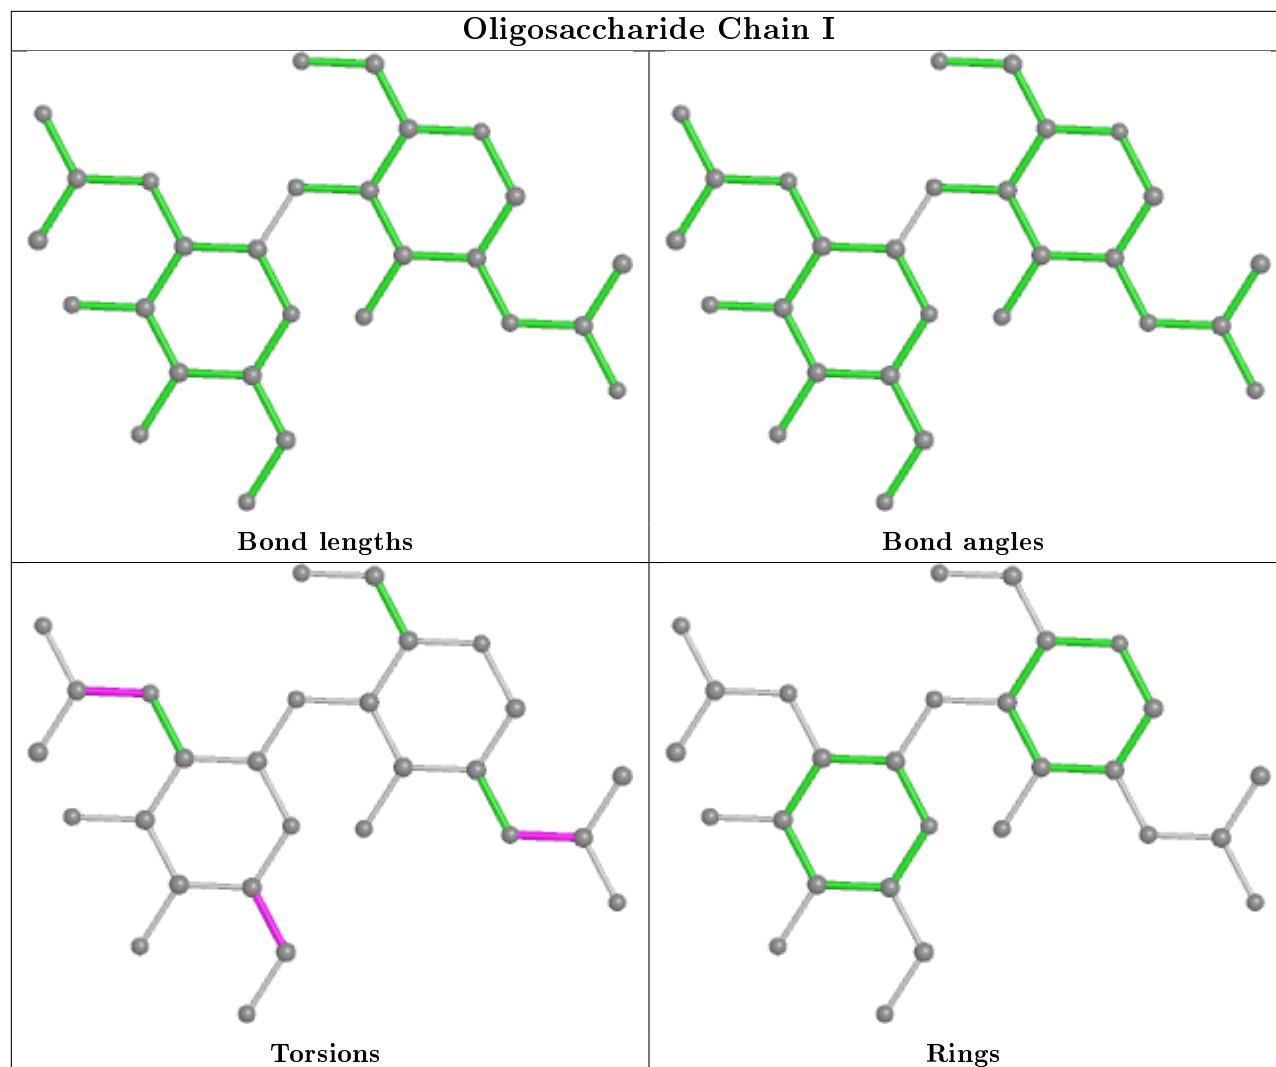 Oligosaccharide Chain I
Bond lengths
Bond angles
Torsions
Rings